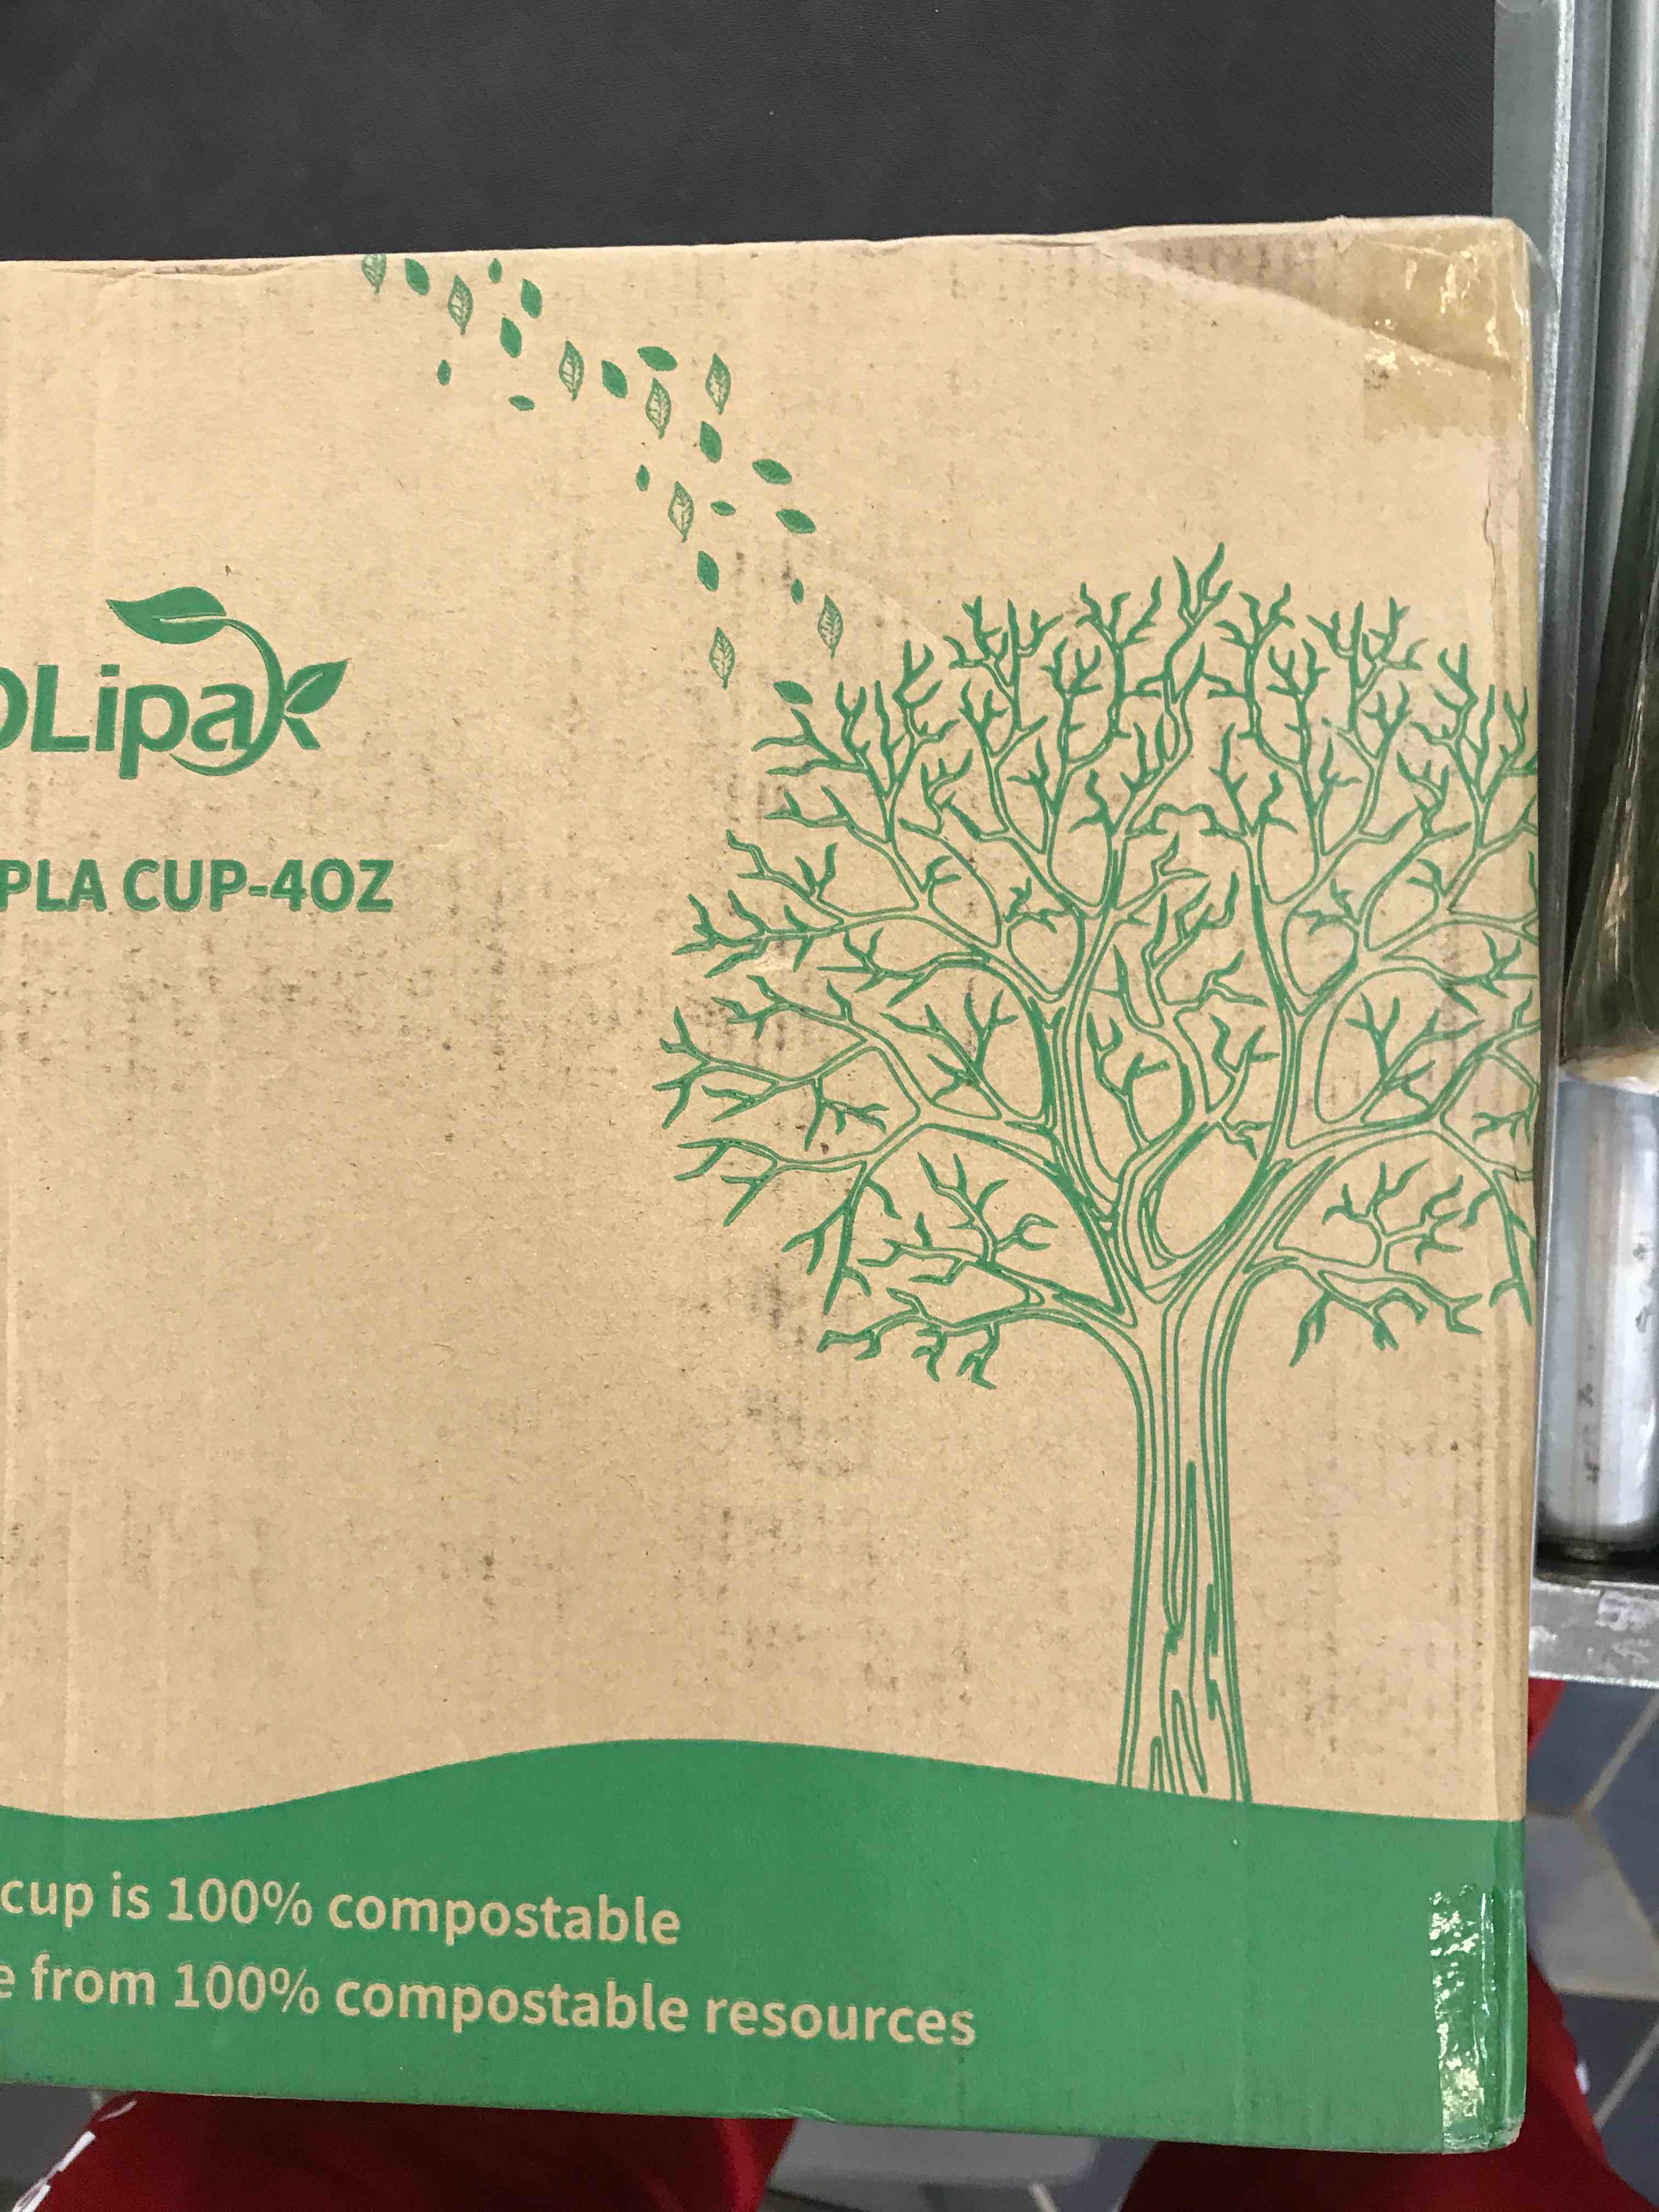 OLipak
PLA CUP-4OZ
cup is 100% compostable
e from 100% compostable resources